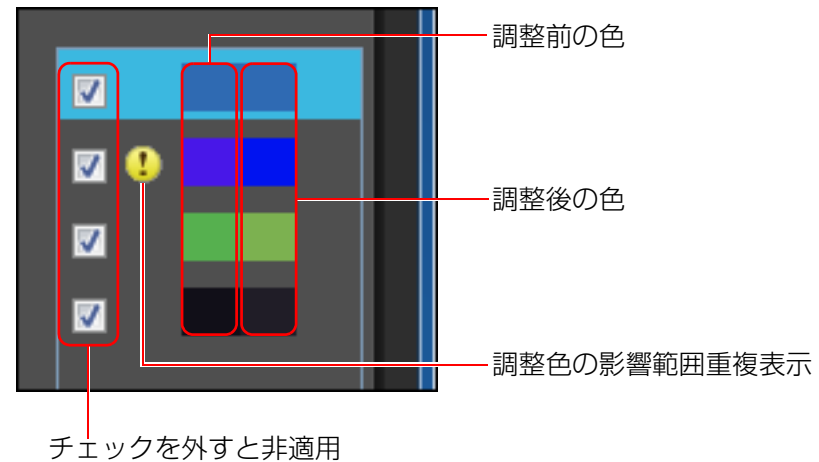 調整前の色
調整後の色
調整色の影響範囲重複表示
チェックを外すと非適用